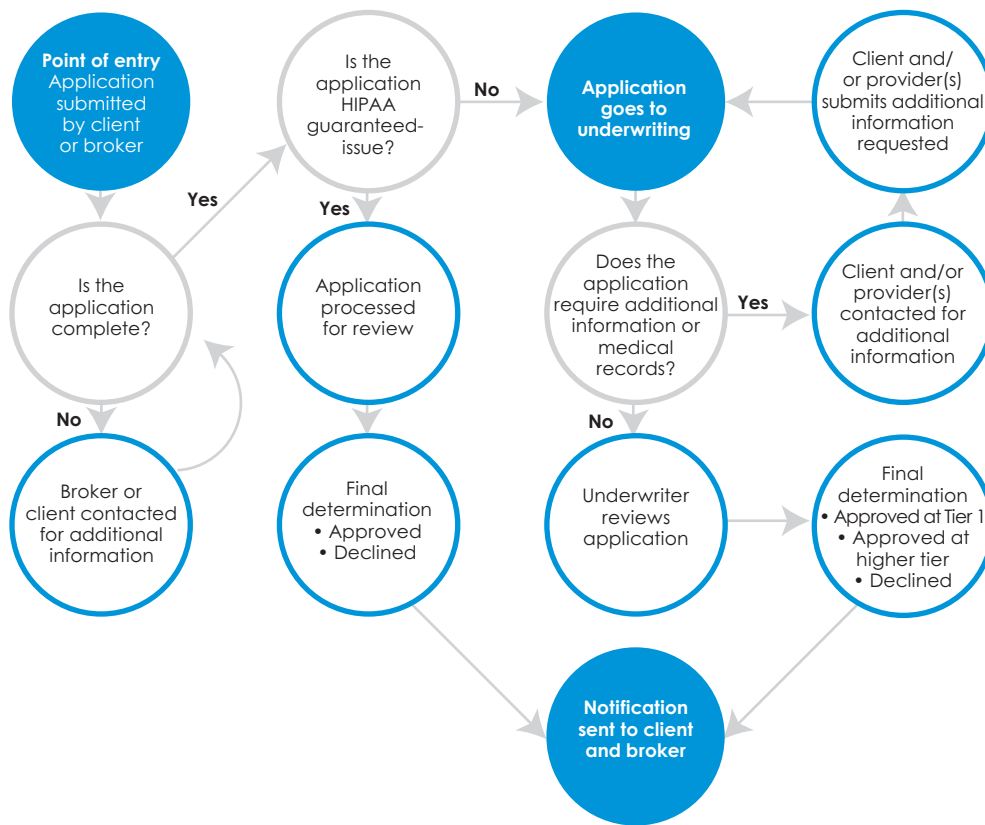 Point of entry
Application
submitted
by client
or broker
Is the
application
complete?
Yes
No
Broker or
client contacted
for additional
information
Is the
application
HIPAA
guaranteed-
issue?
No
Yes
Application
processed
for review
Final
determination
• Approved
• Declined
Application
goes to
underwriting
Does the
application
require additional
information or
medical
records?
Yes
No
Client and/or
provider(s)
contacted for
additional
information
Client and/
or provider(s)
submits additional
information
requested
Underwriter
reviews
application
Final
determination
• Approved at Tier 1
• Approved at
higher tier
• Declined
Notification
sent to client
and broker